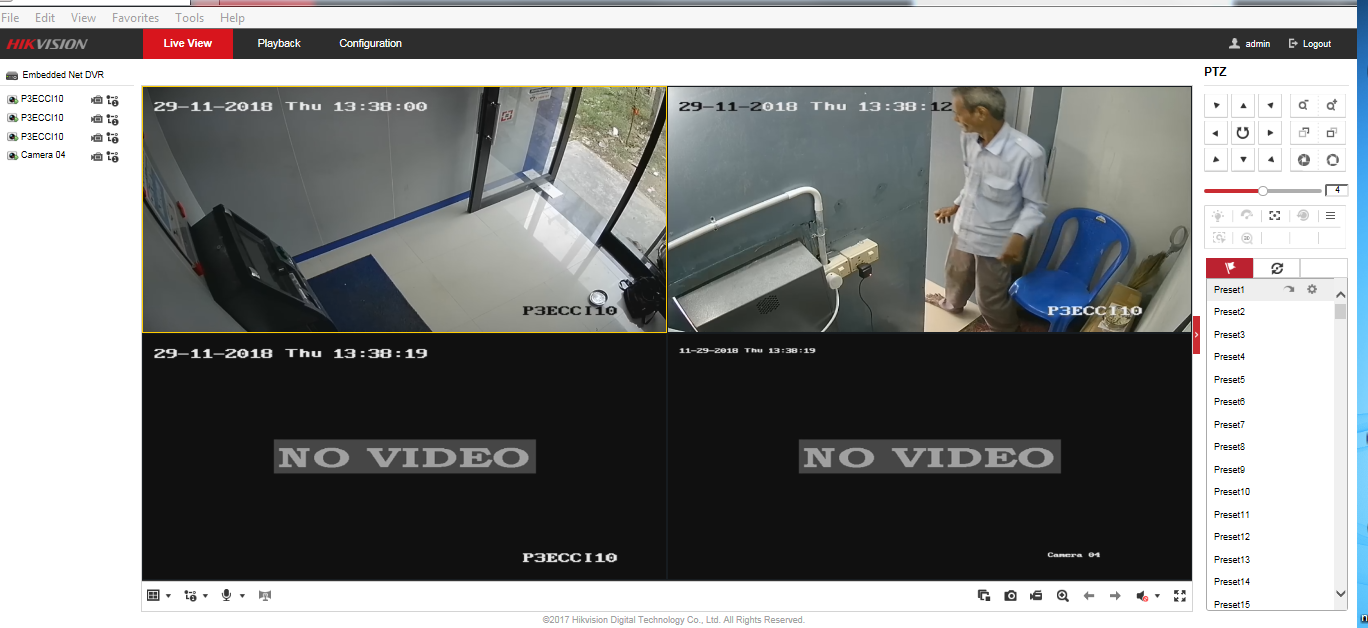 File Edit View Favorites Tools Help
HIKVISION Live View Playback Configuration admin Logout
Embedded Net DVR
P3ECCI10
P3ECCI10
P3ECCI10
Camera 04
29-11-2018 Thu 13:38:00
P3ECCI10
29-11-2018 Thu 13:38:12
P3ECCI10
29-11-2018 Thu 13:38:19
NO VIDEO
P3ECCI10
11-29-2018 Thu 13:38:19
NO VIDEO
Camera 04
PTZ
4
Preset1
Preset2
Preset3
Preset4
Preset5
Preset6
Preset7
Preset8
Preset9
Preset10
Preset11
Preset12
Preset13
Preset14
Preset15
©2017 Hikvision Digital Technology Co., Ltd. All Rights Reserved.